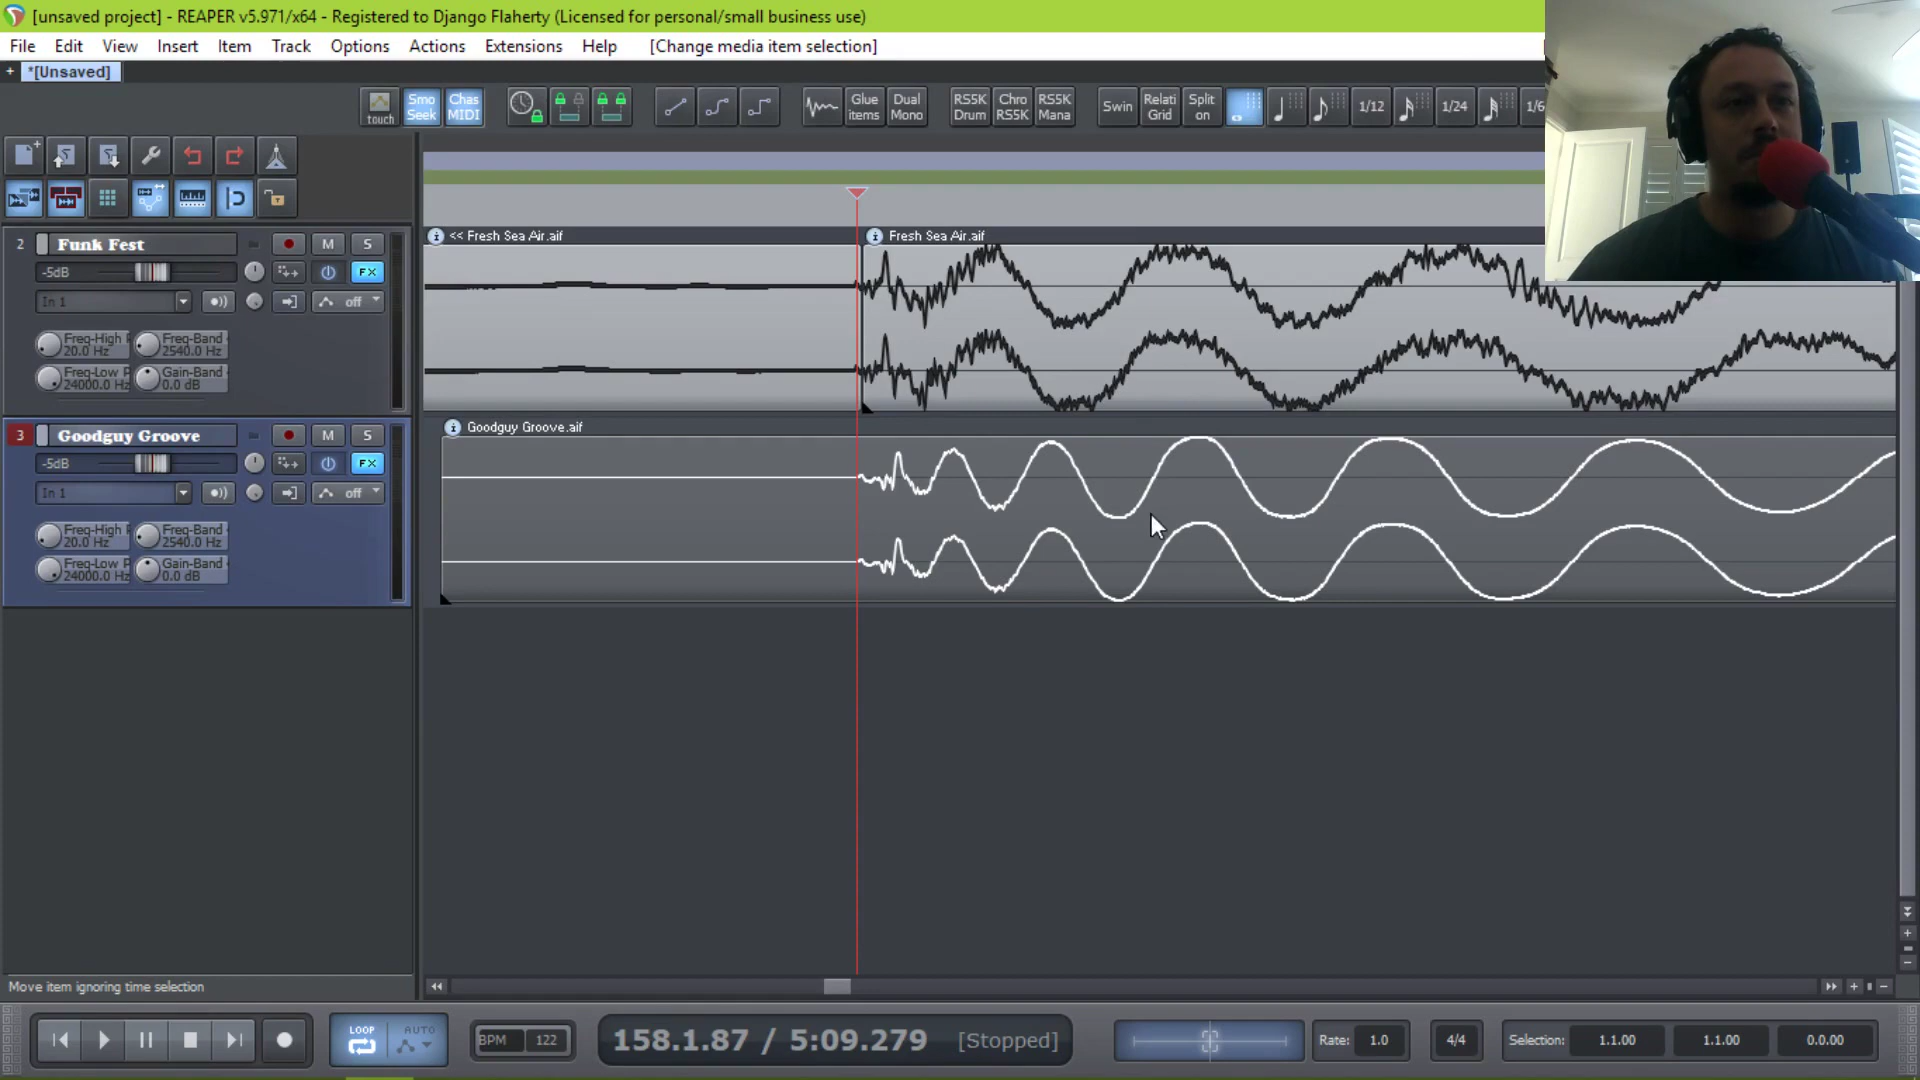 [unsaved project] - REAPER v5.971/x64 - Registered to Django Flaherty (Licensed for personal/small business use)
File Edit View Insert Item Track Options Actions Extensions Help [Change media item selection]
+ *[Unsaved]
touch Smo Seek Chas MIDI Glue items Dual Mono RS5K Drum Chro RS5K RS5K Mana Swin Relati Grid Split on 1/12 1/24 1/6
2 Funk Fest M S
-5dB FX
In 1 off
Freq-High 20.0 Hz Freq-Band 2540.0 Hz
Freq-Low P 24000.0 Hz Gain-Band 0.0 dB
<< Fresh Sea Air.aif Fresh Sea Air.aif
3 Goodguy Groove M S
-5dB FX
In 1 off
Freq-High 20.0 Hz Freq-Band 2540.0 Hz
Freq-Low P 24000.0 Hz Gain-Band 0.0 dB
Goodguy Groove.aif
Move item ignoring time selection
LOOP AUTO BPM 122 158.1.87 / 5:09.279 [Stopped] Rate: 1.0 4/4 Selection: 1.1.00 1.1.00 0.0.00